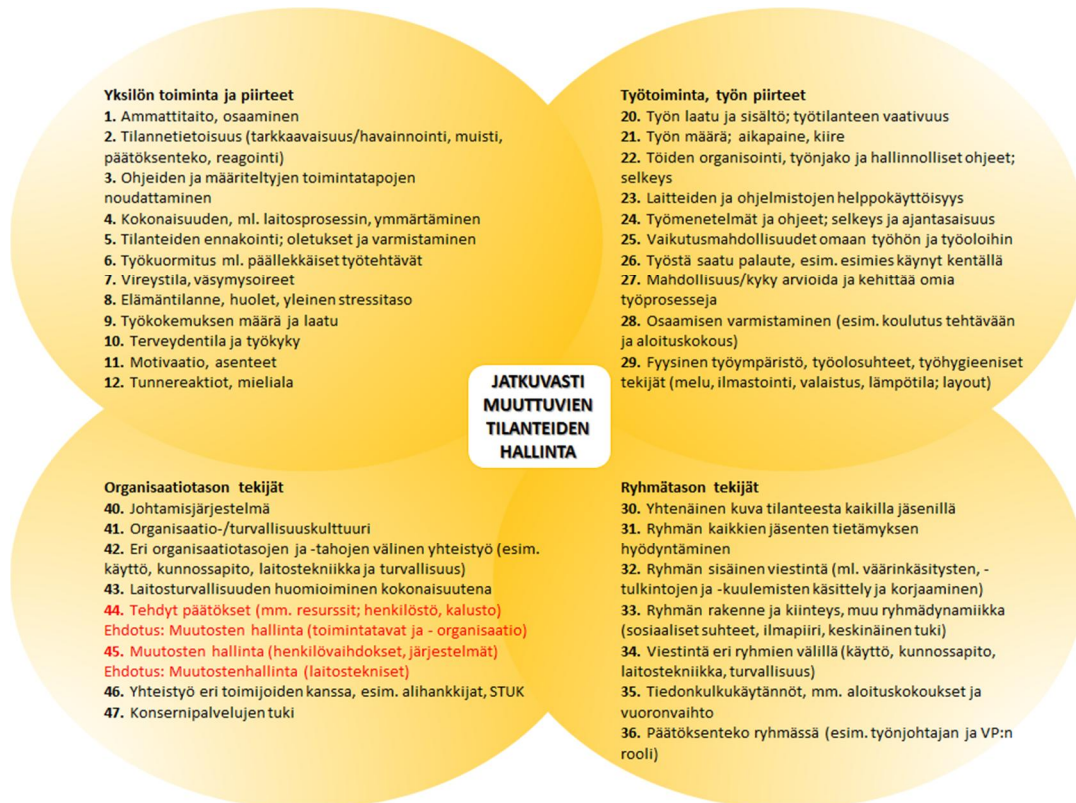 Yksilön toiminta ja piirteet
1. Ammattitaito, osaaminen
2. Tilannetietoisuus (tarkkaavaisuus/havainnointi, muisti,
päätöksenteko, reagointi)
3. Ohjeiden ja määriteltyjen toimintatapojen
noudattaminen
4. Kokonaisuuden, ml. laitosprosessin, ymmärtäminen
5. Tilanteiden ennakointi; oletukset ja varmistaminen
6. Työkuormitus ml. päällekkäiset työtehtävät
7. Vireystila, väsymysoireet
8. Elämäntilanne, huolet, yleinen stressitaso
9. Työkokemuksen määrä ja laatu
10. Terveydentila ja työkyky
11. Motivaatio, asenteet
12. Tunnereaktiot, mieliala
Työtoiminta, työn piirteet
20. Työn laatu ja sisältö; työtilanteen vaativuus
21. Työn määrä; aikapaine, kiire
22. Töiden organisointi, työnjako ja hallinnolliset ohjeet;
selkeys
23. Laitteiden ja ohjelmistojen helppokäyttöisyys
24. Työmenetelmät ja ohjeet; selkeys ja ajantasaisuus
25. Vaikutusmahdollisuudet omaan työhön ja työoloihin
26. Työstä saatu palaute, esim. esimies käynyt kentällä
27. Mahdollisuus/kyky arvioida ja kehittää omia
työprosesseja
28. Osaamisen varmistaminen (esim. koulutus tehtävään
ja aloituskokous)
29. Fyysinen työympäristö, työolosuhteet, työhygieeniset
tekijät (melu, ilmastointi, valaistus, lämpötila; layout)
JATKUVASTI
MUUTTUVIEN
TILANTEIDEN
HALLINTA
Organisaatiotason tekijät
40. Johtamisjärjestelmä
41. Organisaatio-/turvallisuuskulttuuri
42. Eri organisaatiotasojen ja -tahojen välinen yhteistyö (esim.
käyttö, kunnossapito, laitostekniikka ja turvallisuus)
43. Laitosturvallisuuden huomioiminen kokonaisuutena
44. Tehdyt päätökset (mm. resurssit; henkilöstö, kalusto)
Ehdotus: Muutosten hallinta (toimintatavat ja - organisaatio)
45. Muutosten hallinta (henkilövaihdokset, järjestelmät)
Ehdotus: Muutostenhallinta (laitostekniset)
46. Yhteistyö eri toimijoiden kanssa, esim. alihankkijat, STUK
47. Konsernipalvelujen tuki
Ryhmätason tekijät
30. Yhtenäinen kuva tilanteesta kaikilla jäsenillä
31. Ryhmän kaikkien jäsenten tietämyksen
hyödyntäminen
32. Ryhmän sisäinen viestintä (ml. väärinkäsitysten, -
tulkintojen ja -kuulemisten käsittely ja korjaaminen)
33. Ryhmän rakenne ja kiinteys, muu ryhmädynamiikka
(sosiaaliset suhteet, ilmapiiri, keskinäinen tuki)
34. Viestintä eri ryhmien välillä (käyttö, kunnossapito,
laitostekniikka, turvallisuus)
35. Tiedonkulkukäytännöt, mm. aloituskokoukset ja
vuoronvaihto
36. Päätöksenteko ryhmässä (esim. työnjohtajan ja VP:n
rooli)